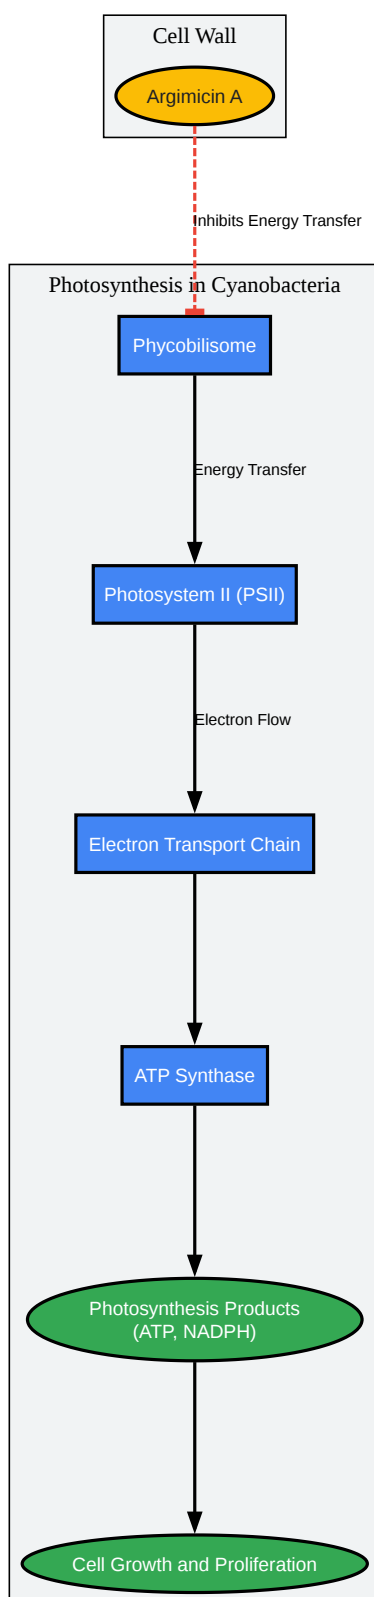 Cell Wall
Argimicin A
Inhibits Energy Transfer
Photosynthesis in Cyanobacteria
Phycobilisome
Energy Transfer
Photosystem II (PSII)
Electron Flow
Electron Transport Chain
ATP Synthase
Photosynthesis Products
(ATP, NADPH)
Cell Growth and Proliferation